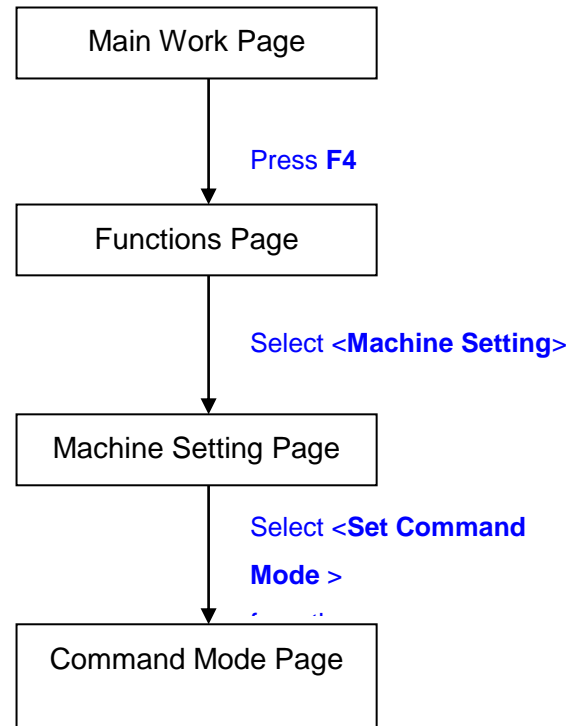 Main Work Page
Press F4
Functions Page
Select <Machine Setting>
Machine Setting Page
Select <Set Command
Mode >
Command Mode Page